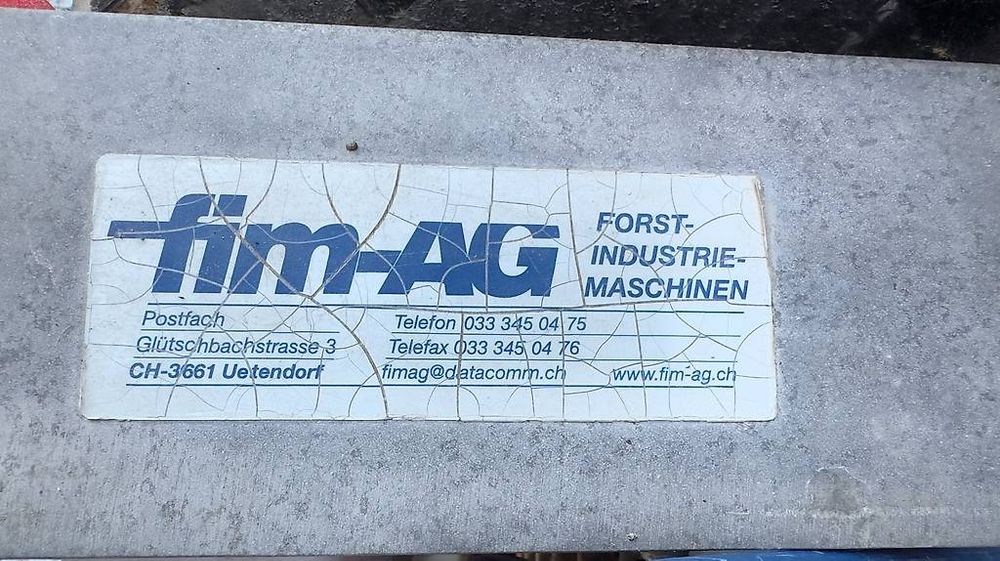 fim-AG
FORST-
INDUSTRIE-
MASCHINEN
Postfach
Glütschbachstrasse 3
CH-3661 Uetendorf
Telefon 033 345 04 75
Telefax 033 345 04 76
fimag@datacomm.ch
www.fim-ag.ch